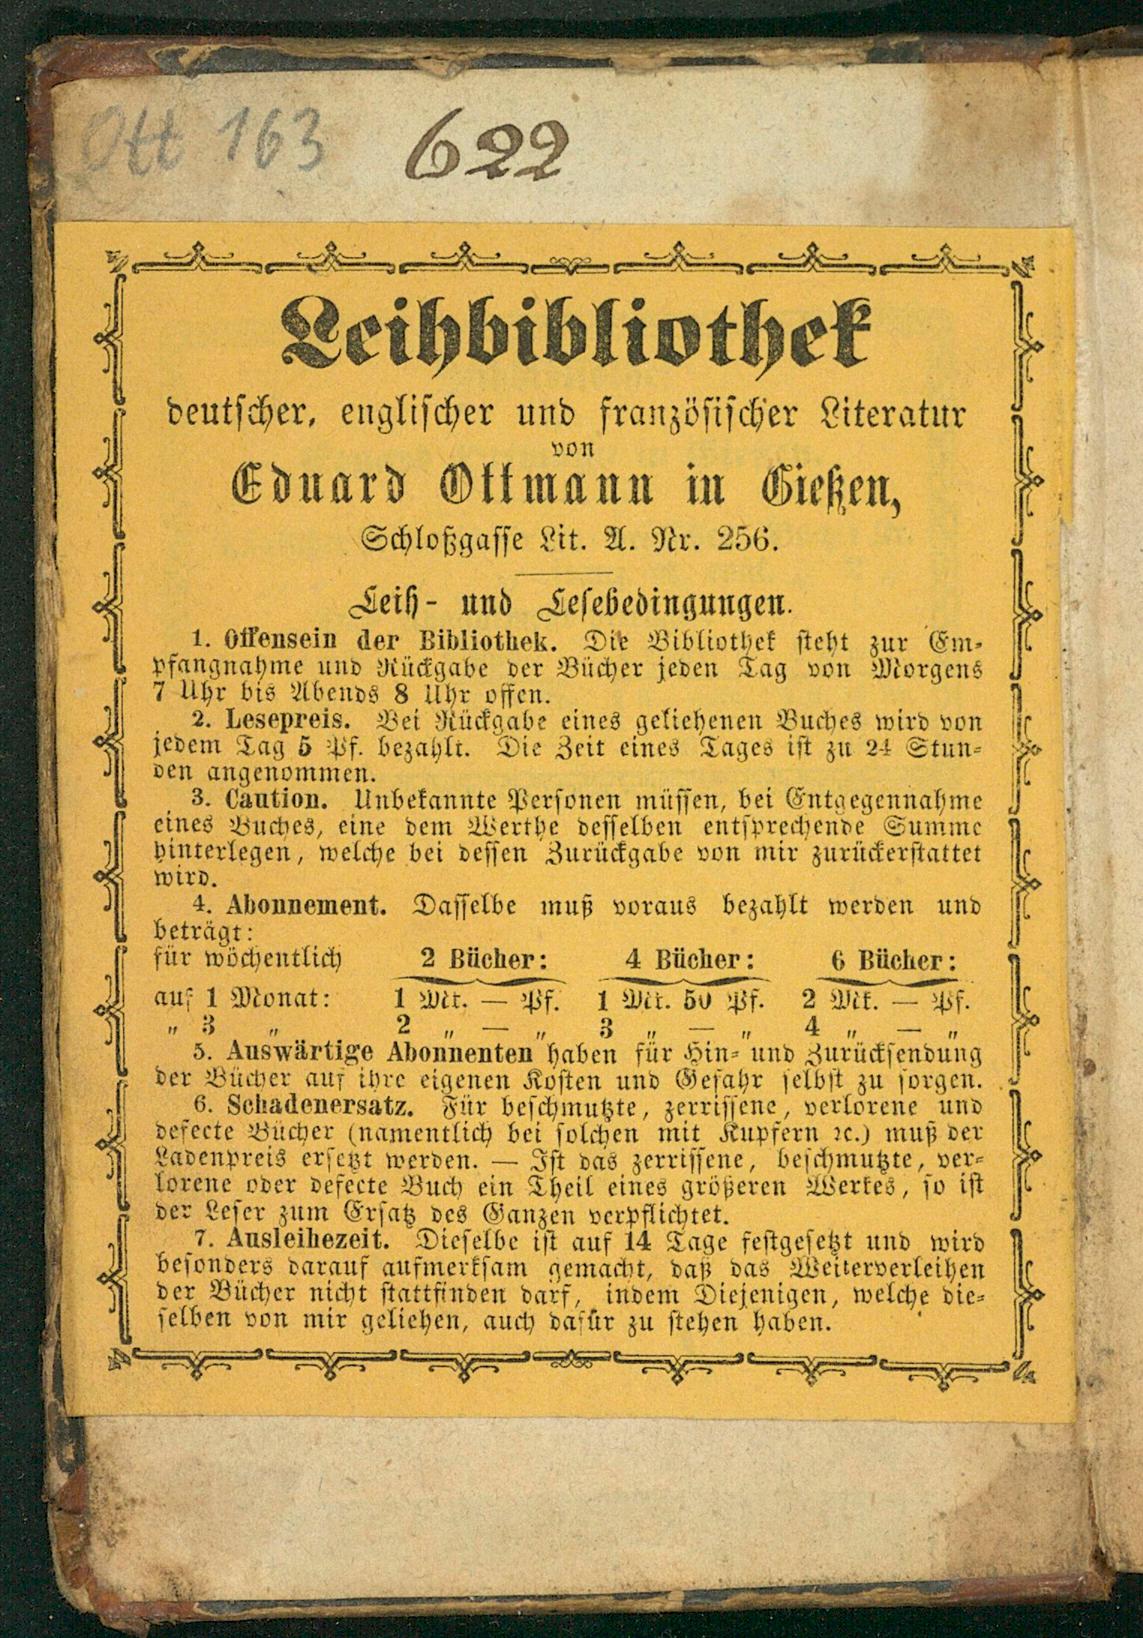 Ott 163 622
Leihbibliothek
deutscher, englischer und französischer Literatur
von
Eduard Ottmann in Gießen,
Schloßgasse Lit. A. Nr. 256.
Leih- und Lesebedingungen.
1. Offensein der Bibliothek. Die Bibliothek steht zur Em-
pfangnahme und Rückgabe der Bücher jeden Tag von Morgens
7 Uhr bis Abends 8 Uhr offen.
2. Lesepreis. Bei Rückgabe eines geliehenen Buches wird von
jedem Tag 5 Pf. bezahlt. Die Zeit eines Tages ist zu 24 Stun-
den angenommen.
3. Caution. Unbekannte Personen müssen, bei Entgegennahme
eines Buches, eine dem Werthe desselben entsprechende Summe
hinterlegen, welche bei dessen Zurückgabe von mir zurückerstattet
wird.
4. Abonnement. Dasselbe muß voraus bezahlt werden und
beträgt:
für wöchentlich 2 Bücher: 4 Bücher: 6 Bücher:
auf 1 Monat: 1 Mk. — Pf. 1 Mk. 50 Pf. 2 Mk. — Pf.
„ 3 „ 2 „ — „ 3 „ — „ 4 „ — „
5. Auswärtige Abonnenten haben für Hin- und Zurücksendung
der Bücher auf ihre eigenen Kosten und Gefahr selbst zu sorgen.
6. Schadenersatz. Für beschmutzte, zerrissene, verlorene und
defecte Bücher (namentlich bei solchen mit Kupfern ꝛc.) muß der
Ladenpreis ersetzt werden. — Ist das zerrissene, beschmutzte, ver-
lorene oder defecte Buch ein Theil eines größeren Werkes, so ist
der Leser zum Ersatz des Ganzen verpflichtet.
7. Ausleihezeit. Dieselbe ist auf 14 Tage festgesetzt und wird
besonders darauf aufmerksam gemacht, daß das Weiterverleihen
der Bücher nicht stattfinden darf, indem Diejenigen, welche die-
selben von mir geliehen, auch dafür zu stehen haben.